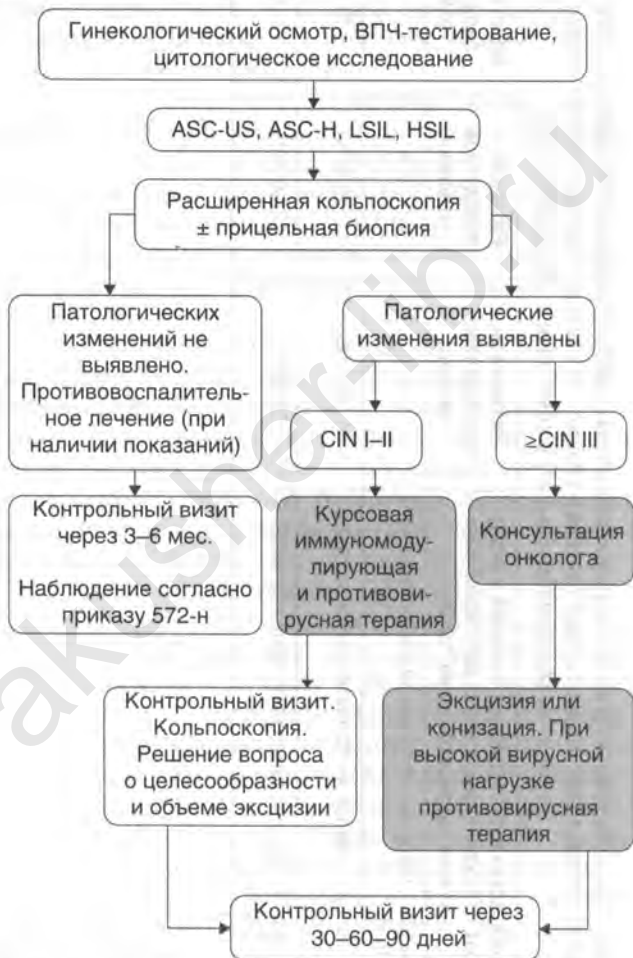 Гинекологический осмотр, ВПЧ-тестирование,
цитологическое исследование
ASC-US, ASC-H, LSIL, HSIL
Расширенная кольпоскопия
± прицельная биопсия
Патологических
изменений не
выявлено.
Противовоспалитель-
ное лечение (при
наличии показаний)
Патологические
изменения выявлены
CIN I–II
≥CIN III
Контрольный визит
через 3–6 мес.
Наблюдение согласно
приказу 572-н
Курсовая
иммуномоду-
лирующая
и противови-
русная терапия
Консультация
онколога
Контрольный визит.
Кольпоскопия.
Решение вопроса
о целесообразности
и объеме эксцизии
Эксцизия или
конизация. При
высокой вирусной
нагрузке
противовирусная
терапия
Контрольный визит через
30–60–90 дней
akusher-lib.ru